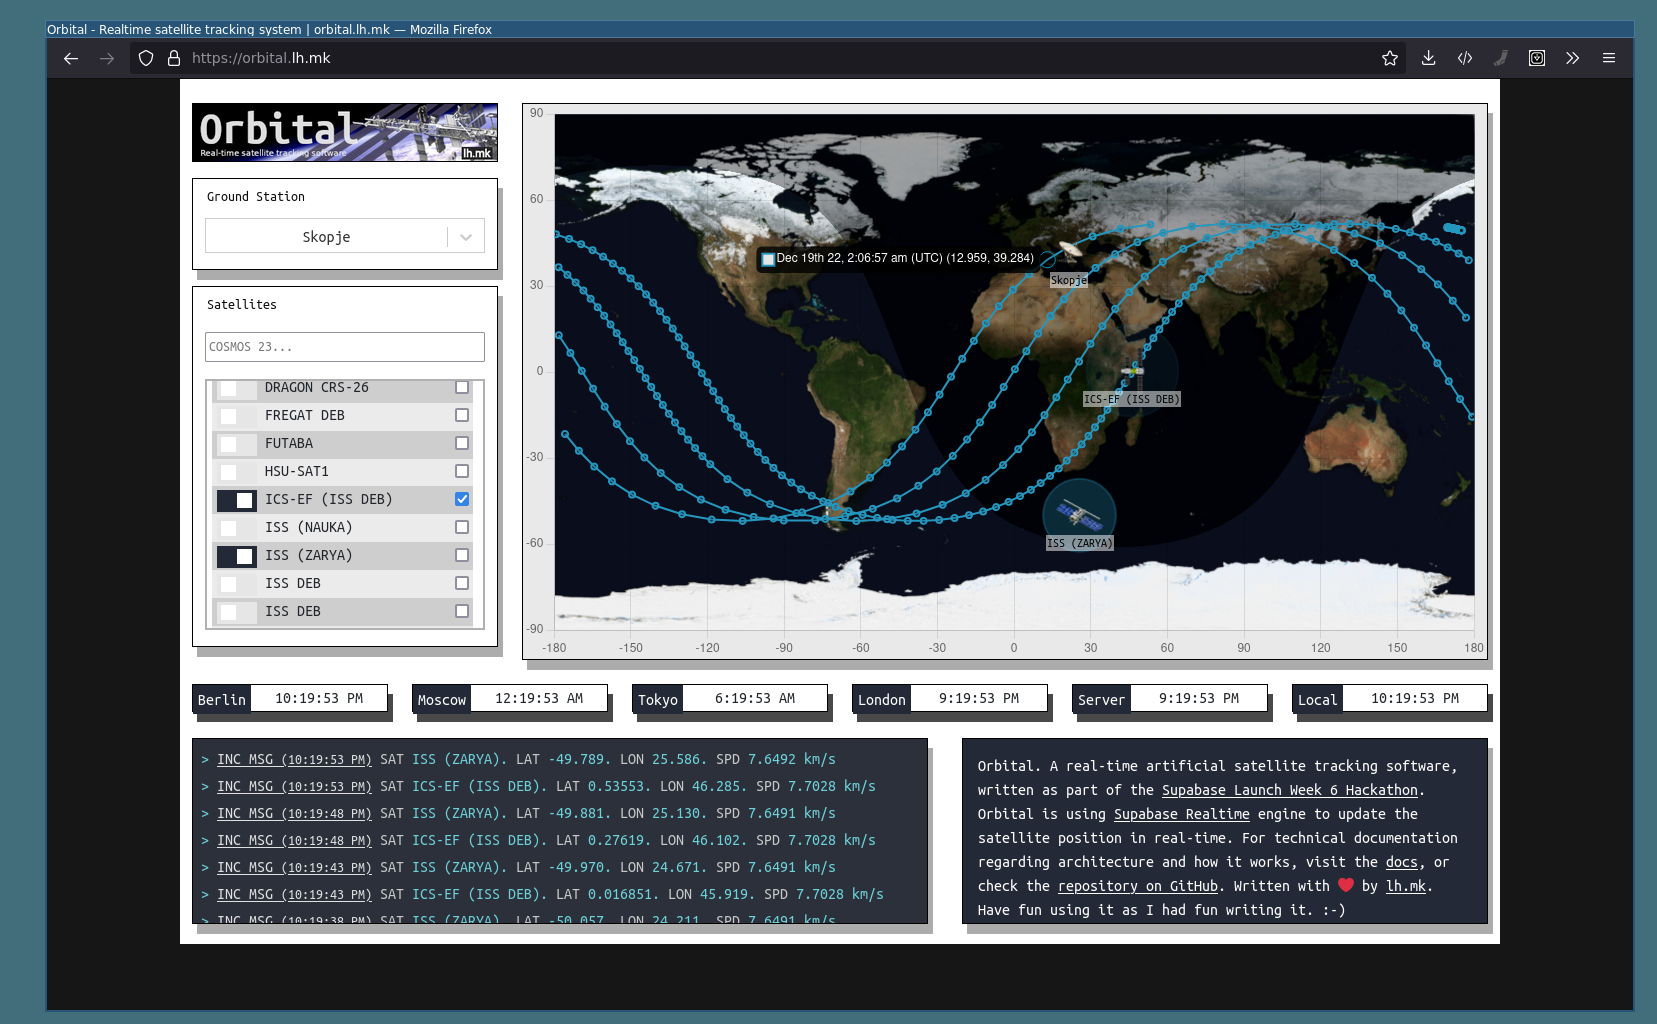 Orbital - Realtime satellite tracking system | orbital.lh.mk — Mozilla Firefox
https://orbital.lh.mk
Orbital
Real-time satellite tracking software
lh.mk
Ground Station
Skopje
Satellites
COSMOS 23...
DRAGON CRS-26
FREGAT DEB
FUTABA
HSU-SAT1
ICS-EF (ISS DEB)
ISS (NAUKA)
ISS (ZARYA)
ISS DEB
ISS DEB
90
60
30
0
-30
-60
-90
-180 -150 -120 -90 -60 -30 0 30 60 90 120 150 180
Dec 19th 22, 2:06:57 am (UTC) (12.959, 39.284)
Skopje
ICS-EF (ISS DEB)
ISS (ZARYA)
Berlin 10:19:53 PM
Moscow 12:19:53 AM
Tokyo 6:19:53 AM
London 9:19:53 PM
Server 9:19:53 PM
Local 10:19:53 PM
> INC MSG (10:19:53 PM) SAT ISS (ZARYA). LAT -49.789. LON 25.586. SPD 7.6492 km/s
> INC MSG (10:19:53 PM) SAT ICS-EF (ISS DEB). LAT 0.53553. LON 46.285. SPD 7.7028 km/s
> INC MSG (10:19:48 PM) SAT ISS (ZARYA). LAT -49.881. LON 25.130. SPD 7.6491 km/s
> INC MSG (10:19:48 PM) SAT ICS-EF (ISS DEB). LAT 0.27619. LON 46.102. SPD 7.7028 km/s
> INC MSG (10:19:43 PM) SAT ISS (ZARYA). LAT -49.970. LON 24.671. SPD 7.6491 km/s
> INC MSG (10:19:43 PM) SAT ICS-EF (ISS DEB). LAT 0.016851. LON 45.919. SPD 7.7028 km/s
> INC MSG (10:19:38 PM) SAT ISS (ZARYA). LAT -50.057. LON 24.211. SPD 7.6491 km/s
Orbital. A real-time artificial satellite tracking software,
written as part of the Supabase Launch Week 6 Hackathon.
Orbital is using Supabase Realtime engine to update the
satellite position in real-time. For technical documentation
regarding architecture and how it works, visit the docs, or
check the repository on GitHub. Written with ❤️ by lh.mk.
Have fun using it as I had fun writing it. :-)